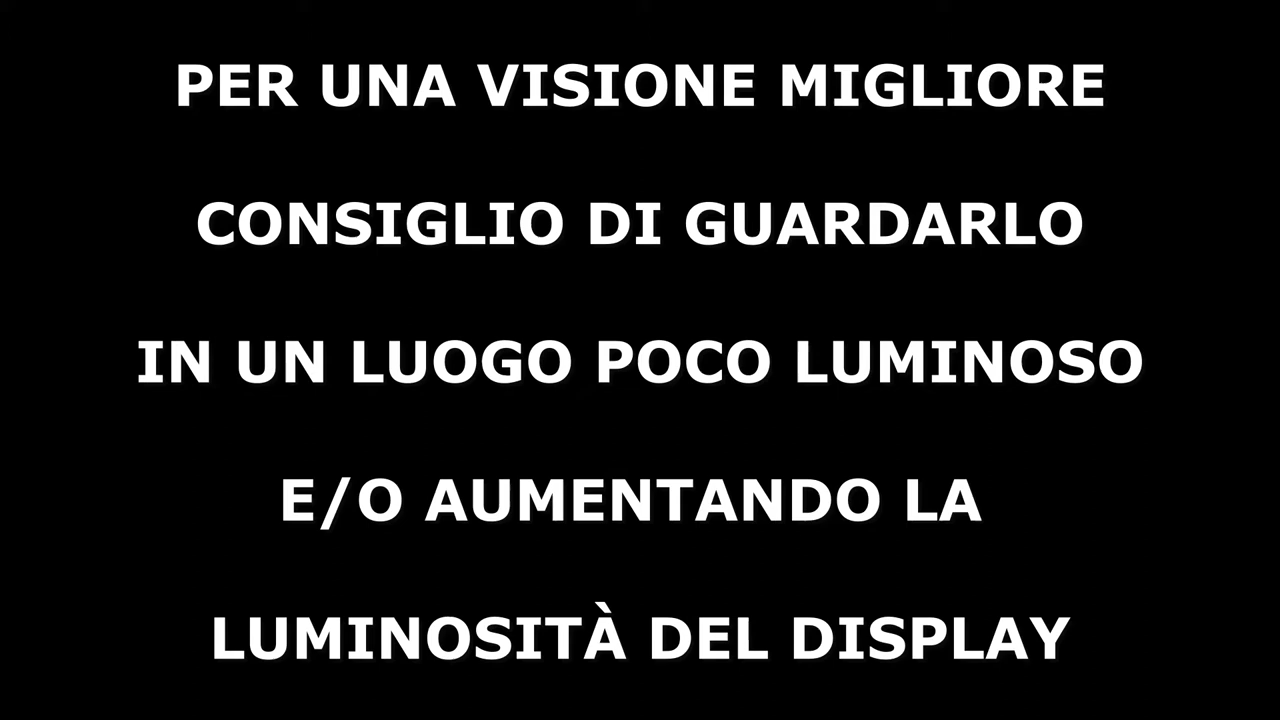 PER UNA VISIONE MIGLIORE
CONSIGLIO DI GUARDARLO
IN UN LUOGO POCO LUMINOSO
E/O AUMENTANDO LA
LUMINOSITÀ DEL DISPLAY